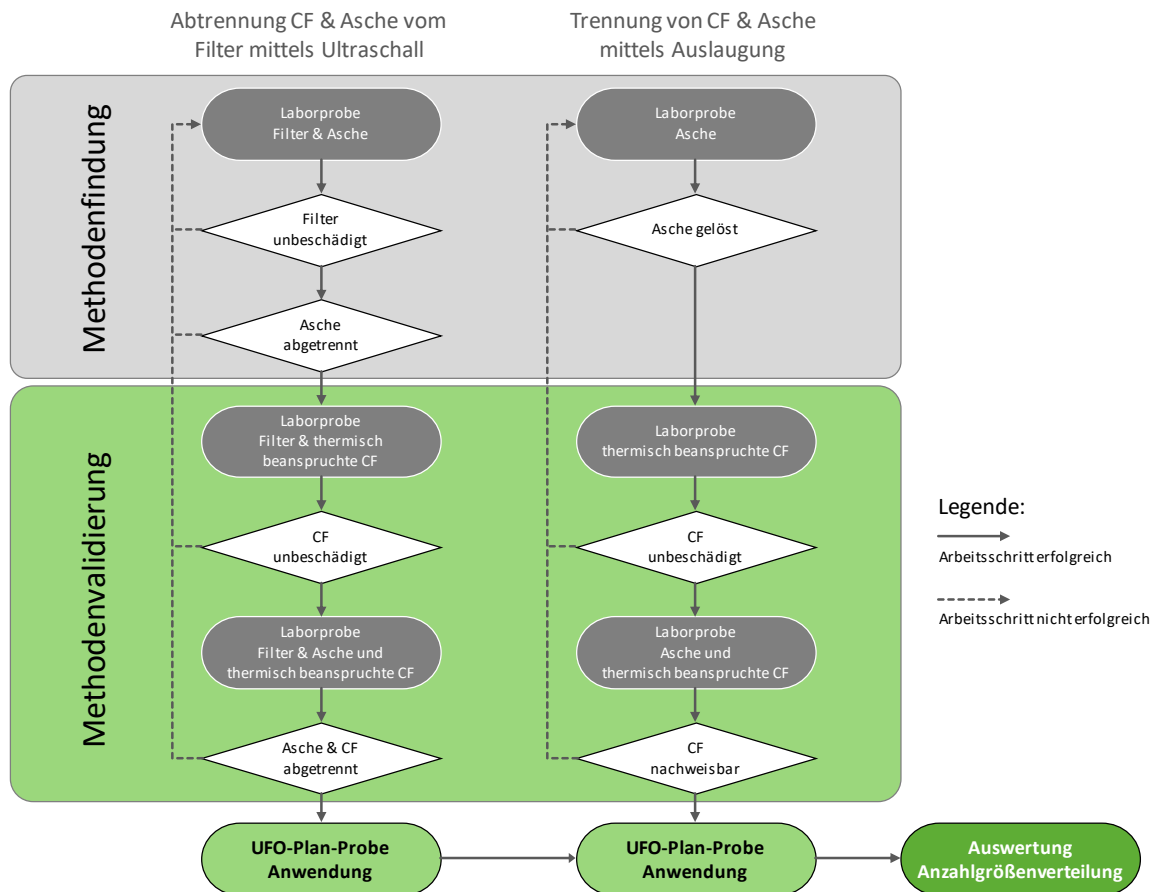 Abtrennung CF & Asche vom
Filter mittels Ultraschall
Trennung von CF & Asche
mittels Auslaugung
Methodenfindung
Laborprobe
Filter & Asche
Filter
unbeschädigt
Asche
abgetrennt
Laborprobe
Asche
Asche gelöst
Methodenvalidierung
Laborprobe
Filter & thermisch
beanspruchte CF
CF
unbeschädigt
Laborprobe
Filter & Asche und
thermisch beanspruchte CF
Asche & CF
abgetrennt
Laborprobe
thermisch beanspruchte CF
CF
unbeschädigt
Laborprobe
Asche und
thermisch beanspruchte CF
CF
nachweisbar
UFO-Plan-Probe
Anwendung
UFO-Plan-Probe
Anwendung
Auswertung
Anzahlgrößenverteilung
Legende:
Arbeitsschritt erfolgreich
Arbeitschritt nicht erfolgreich